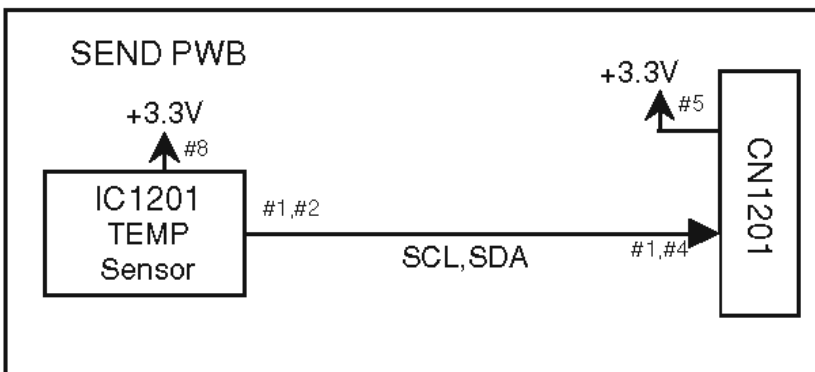 SEND PWB
+3.3V
#5
+3.3V
#8
IC1201
TEMP
Sensor
#1,#2
SCL,SDA
#1,#4
CN1201